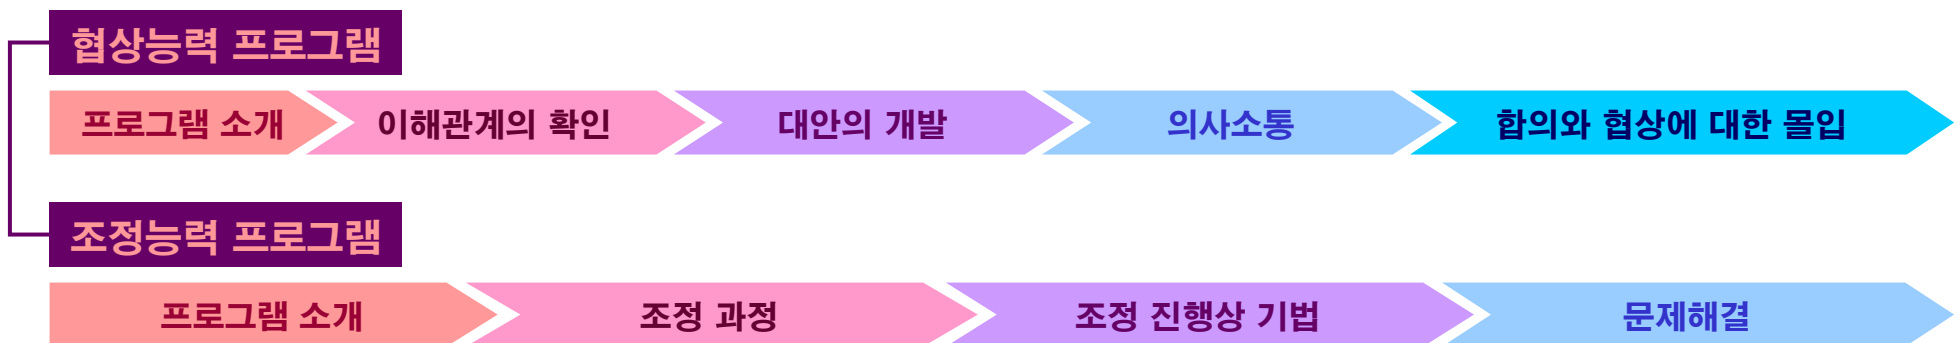 협상능력 프로그램
프로그램 소개
이해관계의 확인
대안의 개발
의사소통
합의와 협상에 대한 몰입
조정능력 프로그램
프로그램 소개
조정 과정
조정 진행상 기법
문제해결